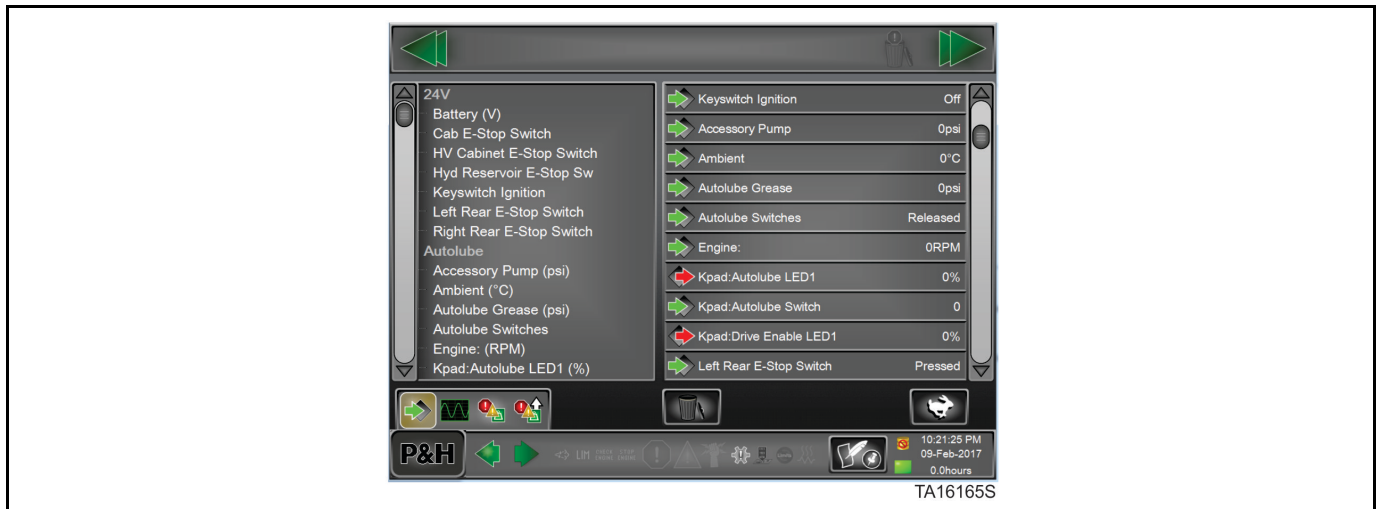 24V
Battery (V)
Cab E-Stop Switch
HV Cabinet E-Stop Switch
Hyd Reservoir E-Stop Sw
Keyswitch Ignition
Left Rear E-Stop Switch
Right Rear E-Stop Switch
Autolube
Accessory Pump (psi)
Ambient (°C)
Autolube Grease (psi)
Autolube Switches
Engine: (RPM)
Kpad:Autolube LED1 (%)
Keyswitch Ignition Off
Accessory Pump 0psi
Ambient 0°C
Autolube Grease 0psi
Autolube Switches Released
Engine: 0RPM
Kpad:Autolube LED1 0%
Kpad:Autolube Switch 0
Kpad:Drive Enable LED1 0%
Left Rear E-Stop Switch Pressed
P&H
LIM
10:21:25 PM
09-Feb-2017
0.0hours
TA16165S